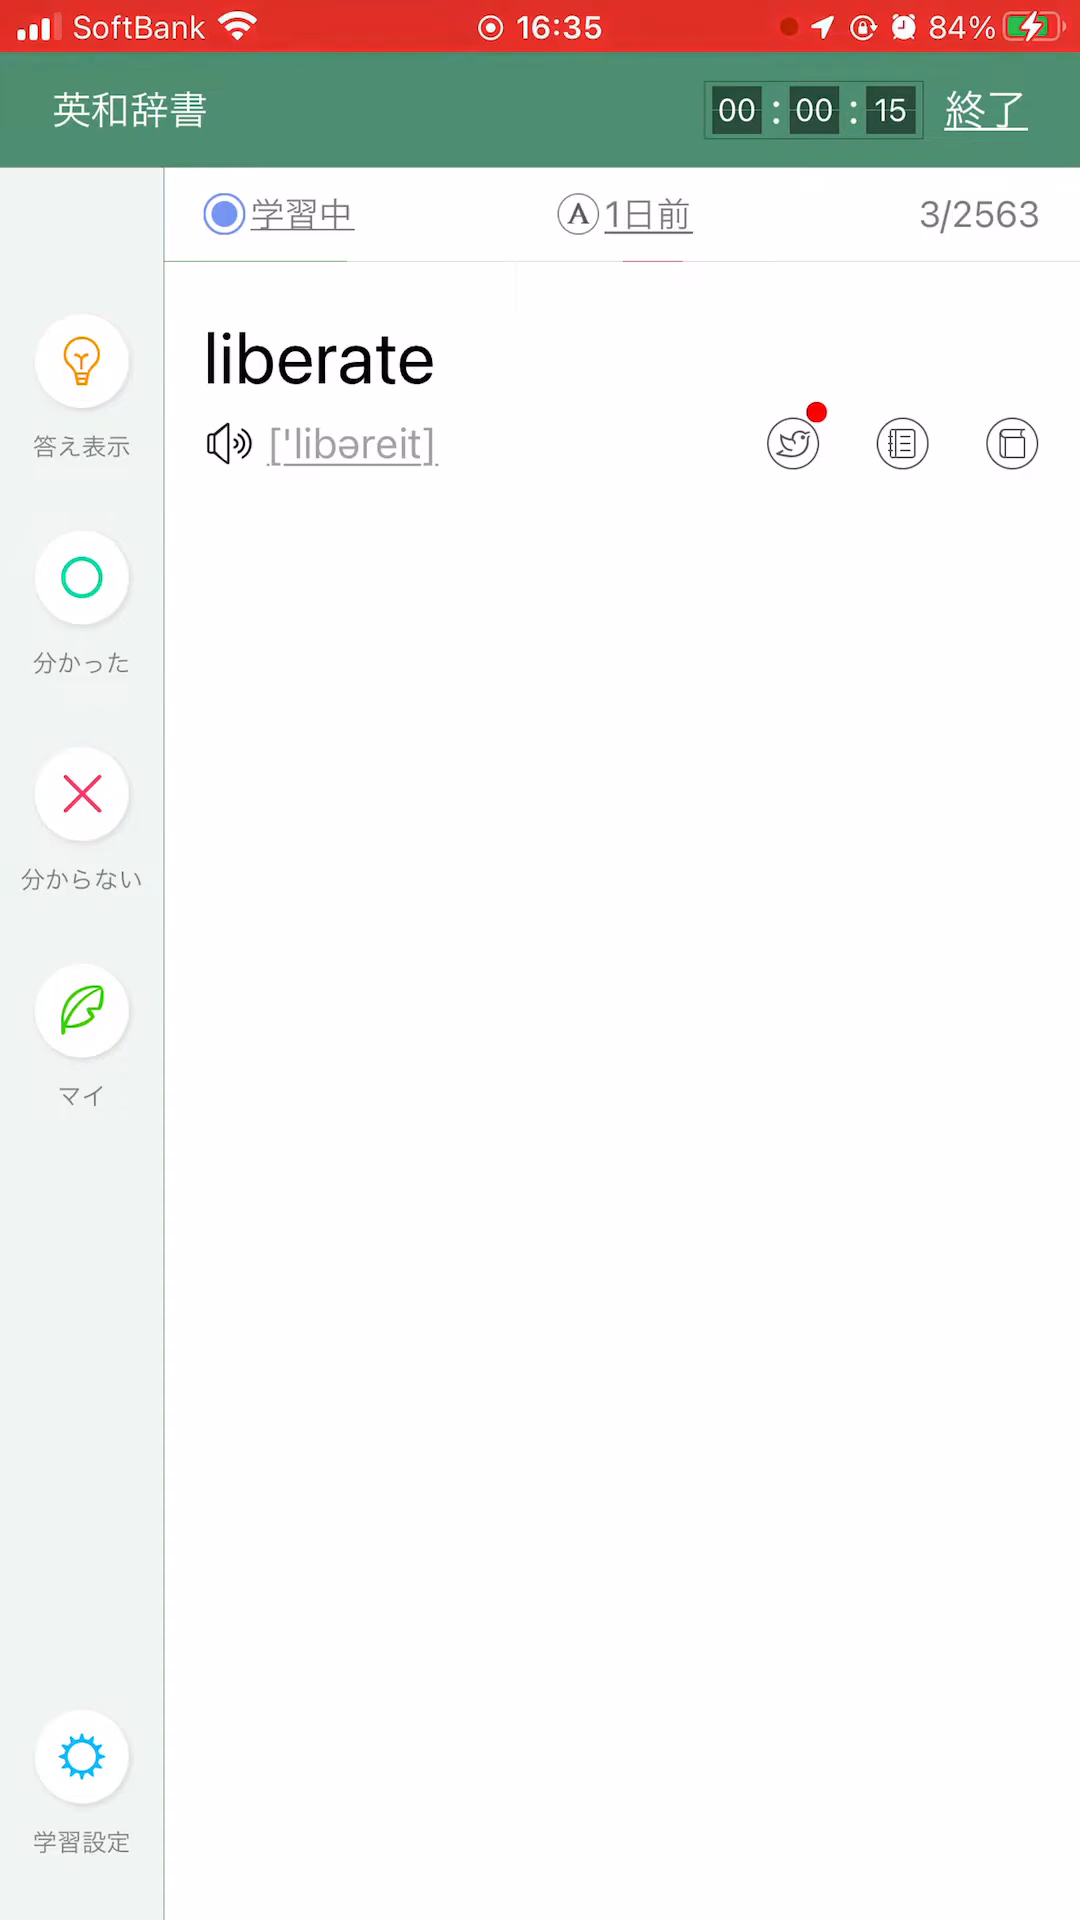 SoftBank 16:35 84%
英和辞書 00 : 00 : 15 終了
学習中 A 1日前 3/2563
liberate
['libəreit]
答え表示
分かった
分からない
マイ
学習設定